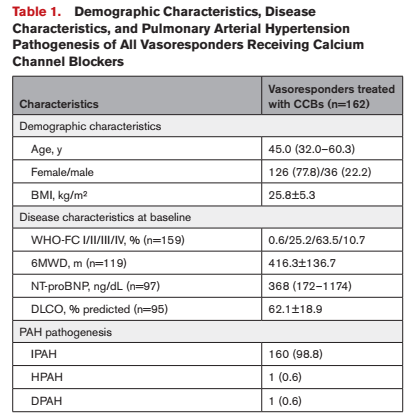 Table 1. Demographic Characteristics, Disease
Characteristics, and Pulmonary Arterial Hypertension
Pathogenesis of All Vasoresponders Receiving Calcium
Channel Blockers
Characteristics Vasoresponders treated
with CCBs (n=162)
Demographic characteristics
Age, y 45.0 (32.0–60.3)
Female/male 126 (77.8)/36 (22.2)
BMI, kg/m² 25.8±5.3
Disease characteristics at baseline
WHO-FC I/II/III/IV, % (n=159) 0.6/25.2/63.5/10.7
6MWD, m (n=119) 416.3±136.7
NT-proBNP, ng/dL (n=97) 368 (172–1174)
DLCO, % predicted (n=95) 62.1±18.9
PAH pathogenesis
IPAH 160 (98.8)
HPAH 1 (0.6)
DPAH 1 (0.6)